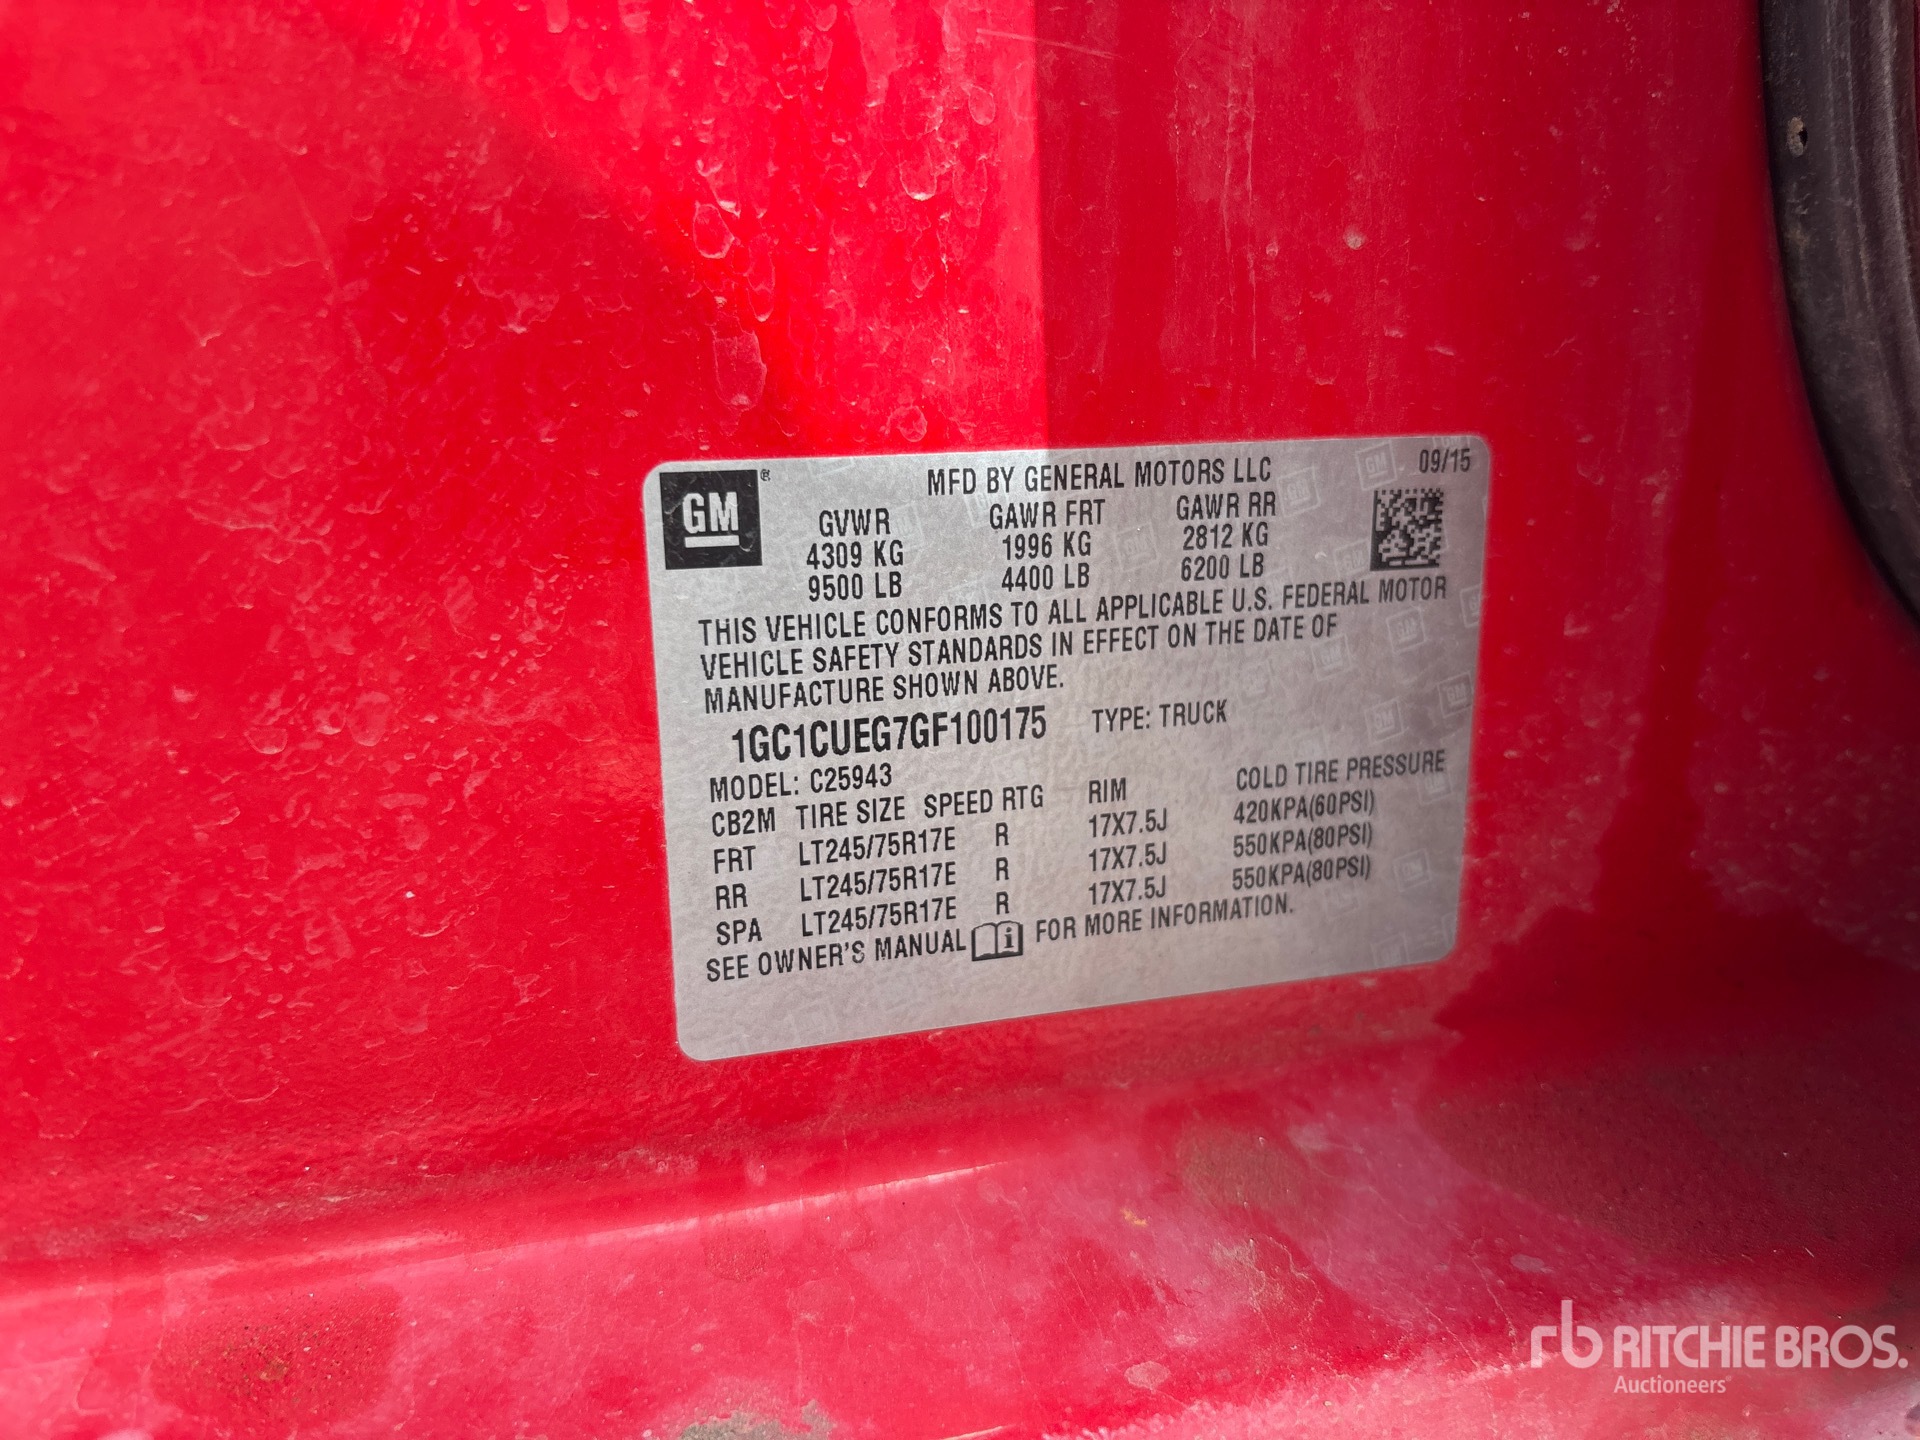 GM®
MFD BY GENERAL MOTORS LLC 09/15
GVWR GAWR FRT GAWR RR
4309 KG 1996 KG 2812 KG
9500 LB 4400 LB 6200 LB
THIS VEHICLE CONFORMS TO ALL APPLICABLE U.S. FEDERAL MOTOR
VEHICLE SAFETY STANDARDS IN EFFECT ON THE DATE OF
MANUFACTURE SHOWN ABOVE.
1GC1CUEG7GF100175 TYPE: TRUCK
MODEL: C25943
CB2M TIRE SIZE SPEED RTG RIM COLD TIRE PRESSURE
FRT LT245/75R17E R 17X7.5J 420KPA(60PSI)
RR LT245/75R17E R 17X7.5J 550KPA(80PSI)
SPA LT245/75R17E R 17X7.5J 550KPA(80PSI)
SEE OWNER'S MANUAL i FOR MORE INFORMATION.
rb RITCHIE BROS.
Auctioneers